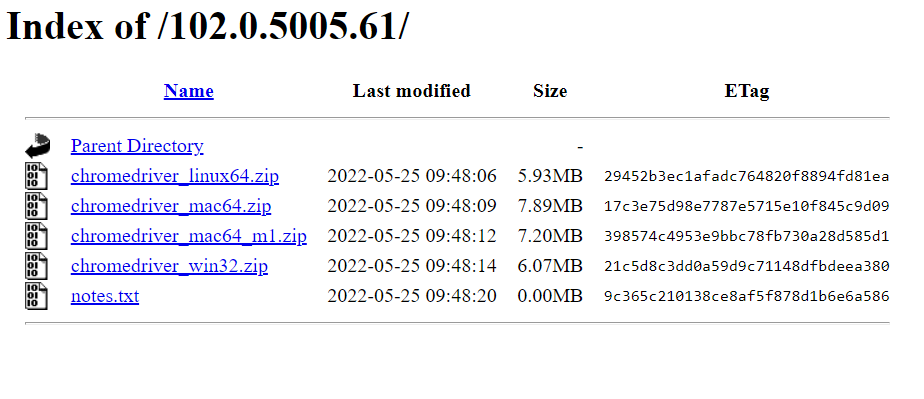 Index of /102.0.5005.61/
Name Last modified Size ETag
Parent Directory -
chromedriver_linux64.zip 2022-05-25 09:48:06 5.93MB 29452b3ec1afadc764820f8894fd81ea
chromedriver_mac64.zip 2022-05-25 09:48:09 7.89MB 17c3e75d98e7787e5715e10f845c9d09
chromedriver_mac64_m1.zip 2022-05-25 09:48:12 7.20MB 398574c4953e9bbc78fb730a28d585d1
chromedriver_win32.zip 2022-05-25 09:48:14 6.07MB 21c5d8c3dd0a59d9c71148dfbdeea380
notes.txt 2022-05-25 09:48:20 0.00MB 9c365c210138ce8af5f878d1b6e6a586